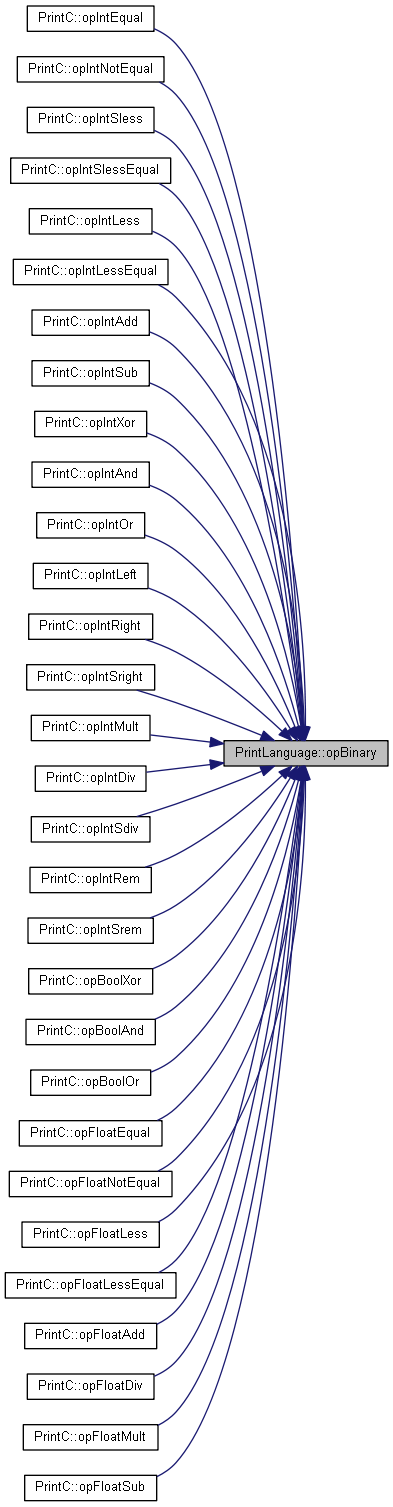 PrintC::opIntEqual
PrintC::opIntNotEqual
PrintC::opIntSless
PrintC::opIntSlessEqual
PrintC::opIntLess
PrintC::opIntLessEqual
PrintC::opIntAdd
PrintC::opIntSub
PrintC::opIntXor
PrintC::opIntAnd
PrintC::opIntOr
PrintC::opIntLeft
PrintC::opIntRight
PrintC::opIntSright
PrintC::opIntMult
PrintLanguage::opBinary
PrintC::opIntDiv
PrintC::opIntSdiv
PrintC::opIntRem
PrintC::opIntSrem
PrintC::opBoolXor
PrintC::opBoolAnd
PrintC::opBoolOr
PrintC::opFloatEqual
PrintC::opFloatNotEqual
PrintC::opFloatLess
PrintC::opFloatLessEqual
PrintC::opFloatAdd
PrintC::opFloatDiv
PrintC::opFloatMult
PrintC::opFloatSub